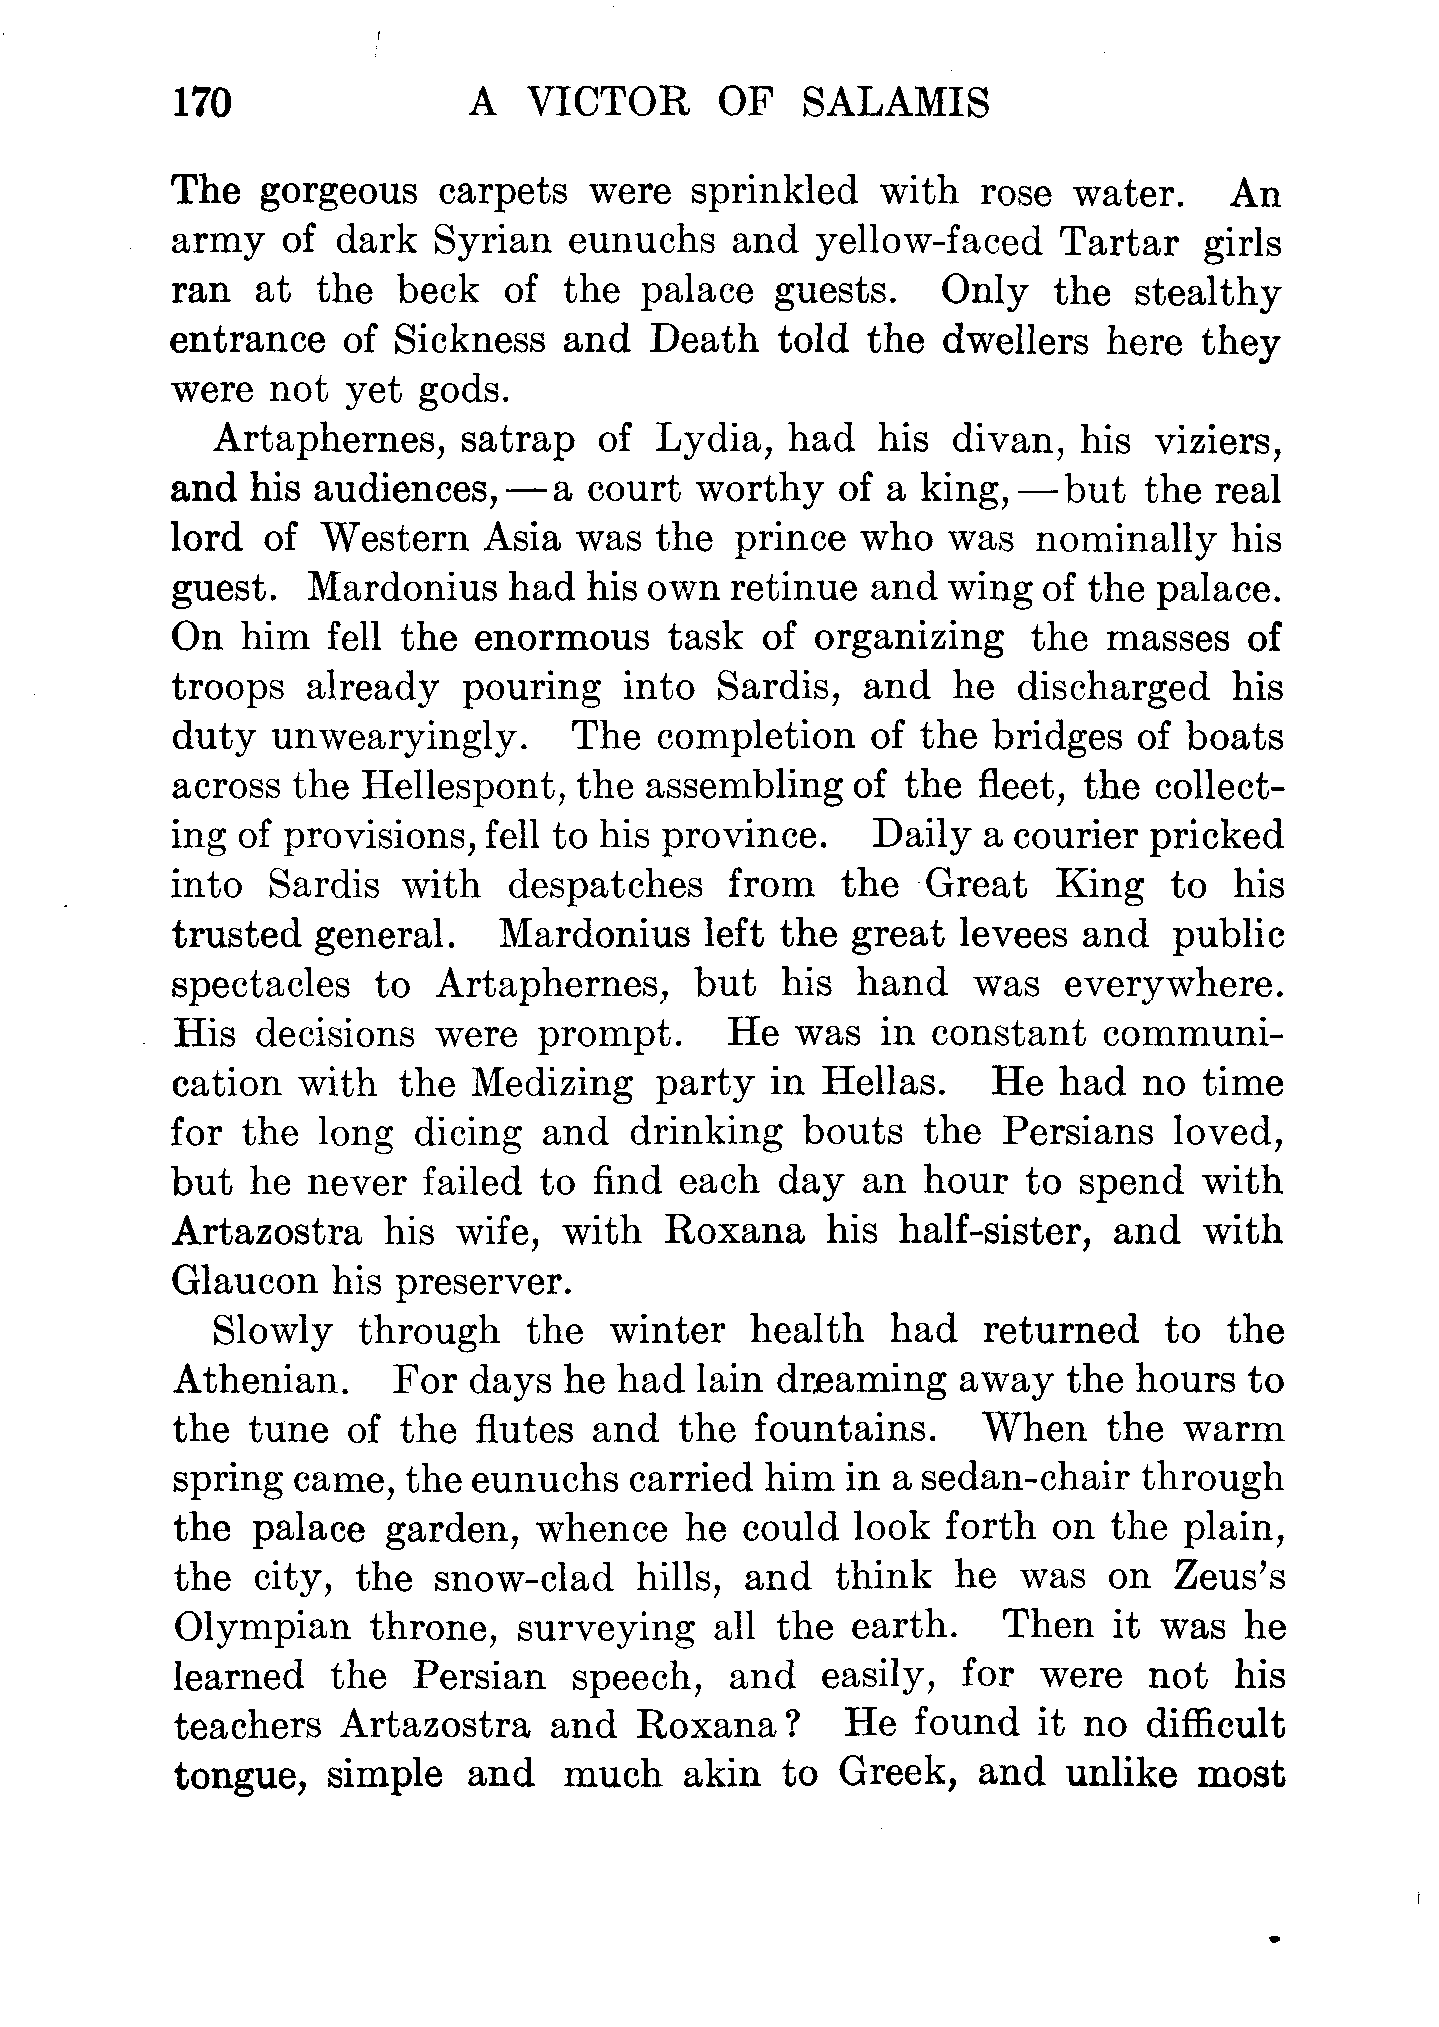 170 A VICTOR OF SALAMIS
The gorgeous carpets were sprinkled with rose water. An
army of dark Syrian eunuchs and yellow-faced Tartar girls
ran at the beck of the palace guests. Only the stealthy
entrance of Sickness and Death told the dwellers here they
were not yet gods.
Artaphernes, satrap of Lydia, had his divan, his viziers,
and his audiences,—a court worthy of a king,—but the real
lord of Western Asia was the prince who was nominally his
guest. Mardonius had his own retinue and wing of the palace.
On him fell the enormous task of organizing the masses of
troops already pouring into Sardis, and he discharged his
duty unwearyingly. The completion of the bridges of boats
across the Hellespont, the assembling of the fleet, the collect-
ing of provisions, fell to his province. Daily a courier pricked
into Sardis with despatches from the Great King to his
trusted general. Mardonius left the great levees and public
spectacles to Artaphernes, but his hand was everywhere.
His decisions were prompt. He was in constant communi-
cation with the Medizing party in Hellas. He had no time
for the long dicing and drinking bouts the Persians loved,
but he never failed to find each day an hour to spend with
Artazostra his wife, with Roxana his half-sister, and with
Glaucon his preserver.
Slowly through the winter health had returned to the
Athenian. For days he had lain dreaming away the hours to
the tune of the flutes and the fountains. When the warm
spring came, the eunuchs carried him in a sedan-chair through
the palace garden, whence he could look forth on the plain,
the city, the snow-clad hills, and think he was on Zeus's
Olympian throne, surveying all the earth. Then it was he
learned the Persian speech, and easily, for were not his
teachers Artazostra and Roxana? He found it no difficult
tongue, simple and much akin to Greek, and unlike most